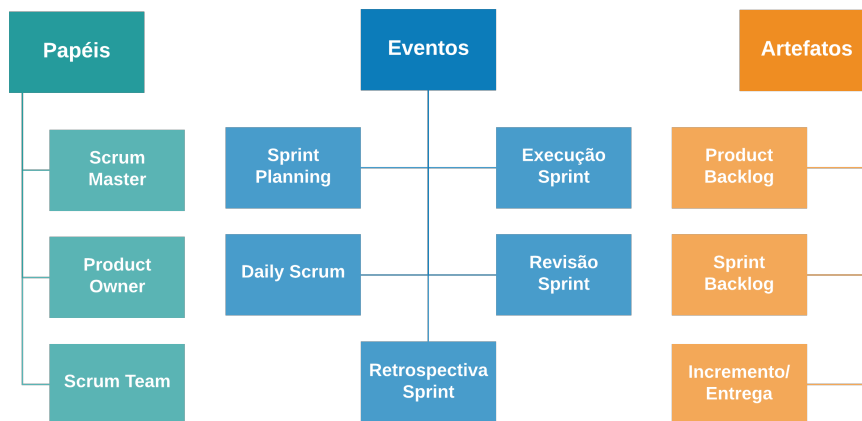 Papéis
Eventos
Artefatos
Scrum
Master
Sprint
Planning
Execução
Sprint
Product
Backlog
Product
Owner
Daily Scrum
Revisão
Sprint
Sprint
Backlog
Scrum Team
Retrospectiva
Sprint
Incremento/
Entrega